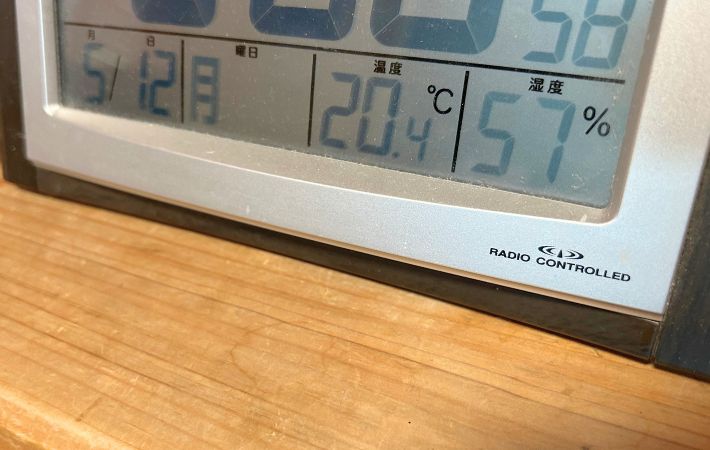 58
月 日 曜日 温度 湿度
5/12 月 20.4 ℃ 57 %
RADIO CONTROLLED